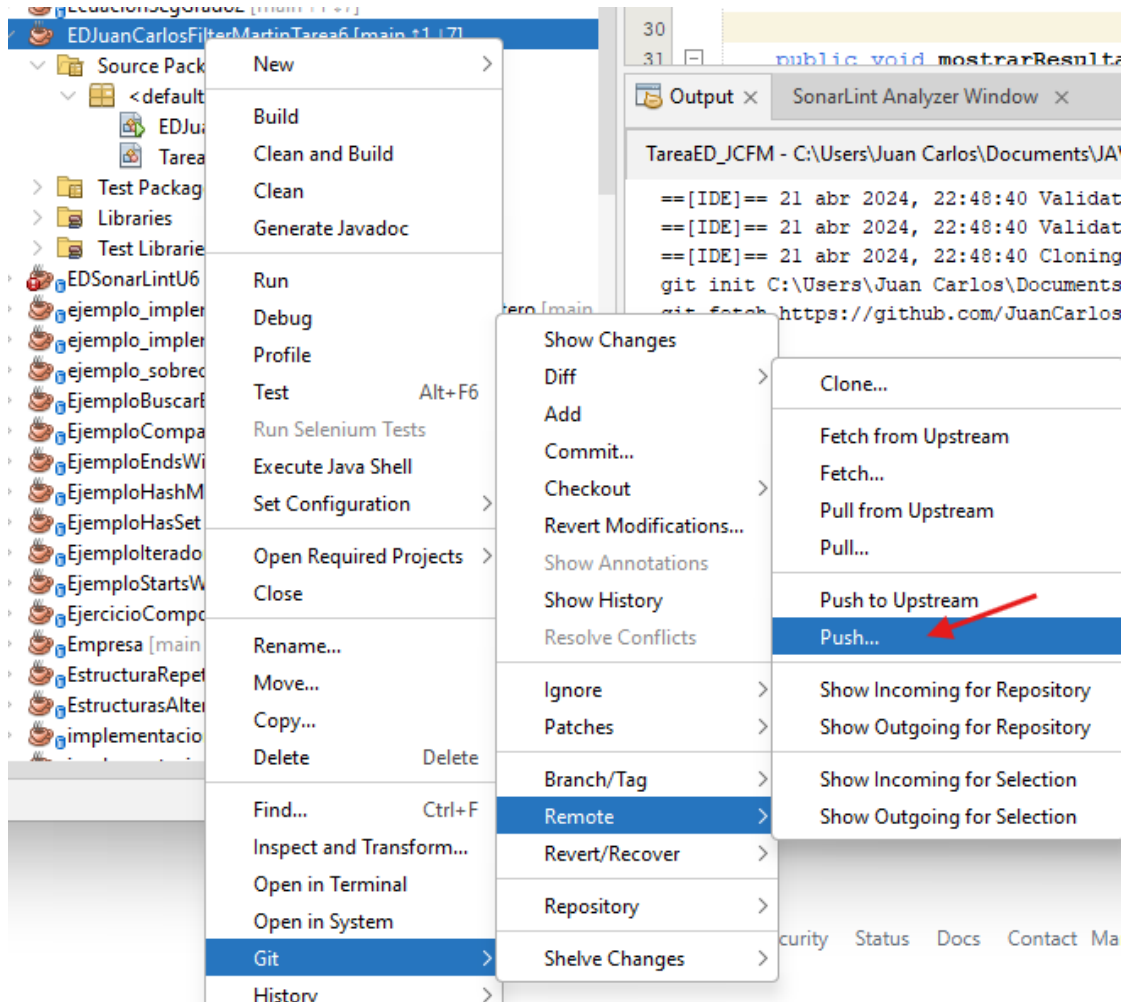 EDJuanCarlosFilterMartinTarea6 [main ↑1 ↓7]
Source Pack
<default
EDJua
Tarea
Test Packag
Libraries
Test Librarie
EDSonarLintU6
ejemplo_impler
ejemplo_impler
ejemplo_sobrec
EjemploBuscarE
EjemploCompa
EjemploEndsWi
EjemploHashM
EjemploHasSet
EjemploIterado
EjemploStartsW
EjercicioCompo
Empresa [main
EstructuraRepet
EstructurasAlter
implementacio
New
Build
Clean and Build
Clean
Generate Javadoc
Run
Debug
Profile
Test Alt+F6
Run Selenium Tests
Execute Java Shell
Set Configuration
Open Required Projects
Close
Rename...
Move...
Copy...
Delete Delete
Find... Ctrl+F
Inspect and Transform...
Open in Terminal
Open in System
Git
History
tero [main
Show Changes
Diff
Add
Commit...
Checkout
Revert Modifications...
Show Annotations
Show History
Resolve Conflicts
Ignore
Patches
Branch/Tag
Remote
Revert/Recover
Repository
Shelve Changes
Clone...
Fetch from Upstream
Fetch...
Pull from Upstream
Pull...
Push to Upstream
Push...
Show Incoming for Repository
Show Outgoing for Repository
Show Incoming for Selection
Show Outgoing for Selection
30
31 public void mostrarResulta
Output × SonarLint Analyzer Window ×
TareaED_JCFM - C:\Users\Juan Carlos\Documents\JA
==[IDE]== 21 abr 2024, 22:48:40 Validat
==[IDE]== 21 abr 2024, 22:48:40 Validat
==[IDE]== 21 abr 2024, 22:48:40 Cloning
git init C:\Users\Juan Carlos\Documents
git fetch https://github.com/JuanCarlos
curity Status Docs Contact Ma